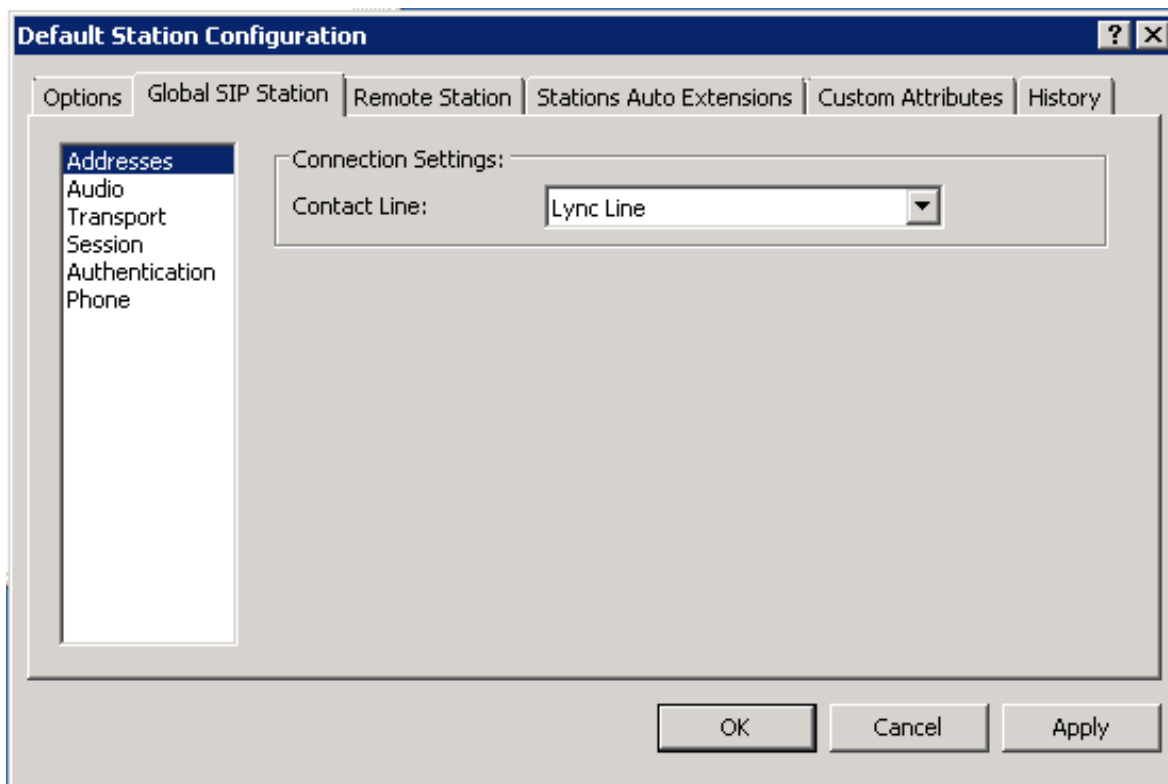 Default Station Configuration
Options Global SIP Station Remote Station Stations Auto Extensions Custom Attributes History
Addresses
Audio
Transport
Session
Authentication
Phone
Connection Settings:
Contact Line: Lync Line
OK Cancel Apply